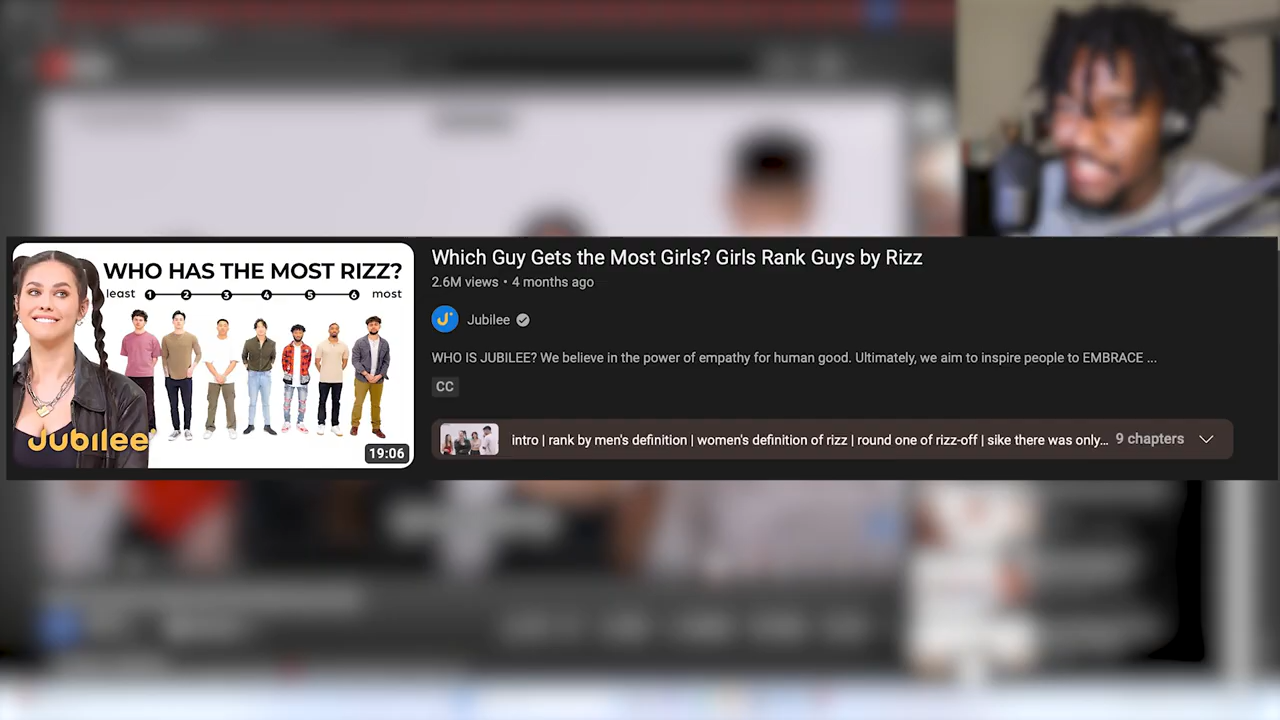 WHO HAS THE MOST RIZZ?
least 1 2 3 4 5 6 most
Jubilee
19:06
Which Guy Gets the Most Girls? Girls Rank Guys by Rizz
2.6M views • 4 months ago
Jubilee
WHO IS JUBILEE? We believe in the power of empathy for human good. Ultimately, we aim to inspire people to EMBRACE ...
CC
intro | rank by men's definition | women's definition of rizz | round one of rizz-off | sike there was only... 9 chapters